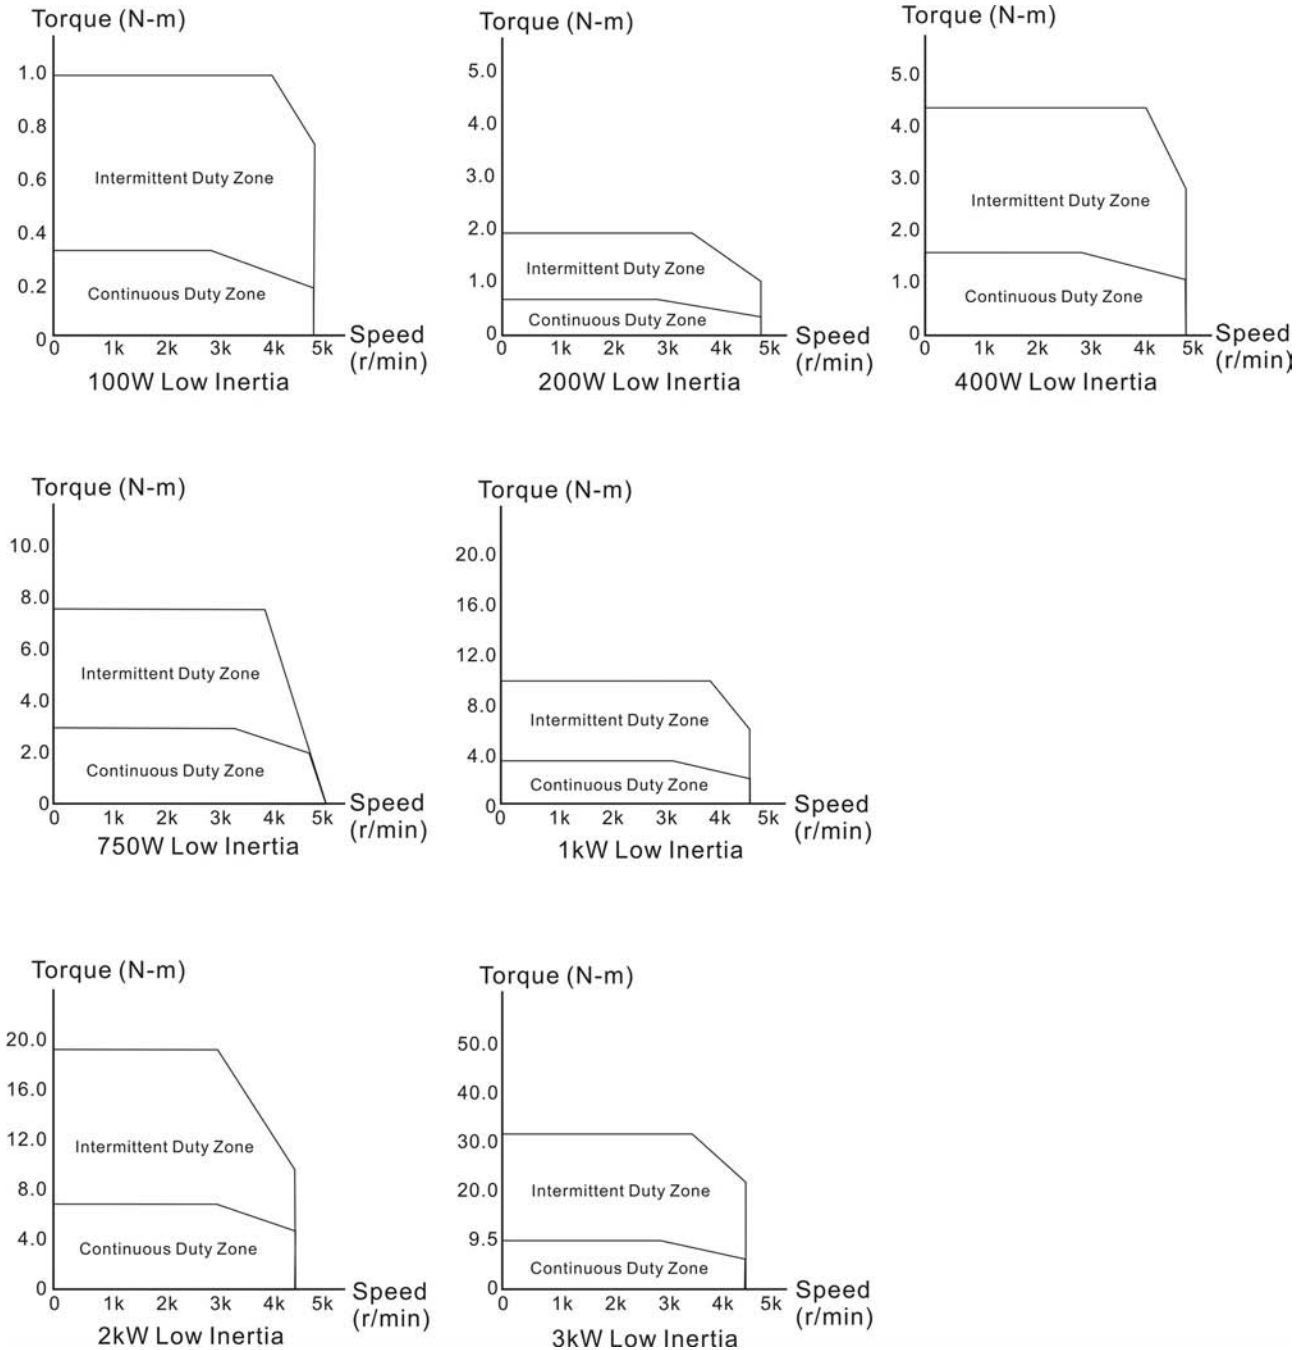 Torque (N-m)
1.0
0.8
0.6
0.4
0.2
0
Intermittent Duty Zone
Continuous Duty Zone
0 1k 2k 3k 4k 5k
Speed
(r/min)
100W Low Inertia
Torque (N-m)
5.0
4.0
3.0
2.0
1.0
0
Intermittent Duty Zone
Continuous Duty Zone
0 1k 2k 3k 4k 5k
Speed
(r/min)
200W Low Inertia
Torque (N-m)
5.0
4.0
3.0
2.0
1.0
0
Intermittent Duty Zone
Continuous Duty Zone
0 1k 2k 3k 4k 5k
Speed
(r/min)
400W Low Inertia
Torque (N-m)
10.0
8.0
6.0
4.0
2.0
0
Intermittent Duty Zone
Continuous Duty Zone
0 1k 2k 3k 4k 5k
Speed
(r/min)
750W Low Inertia
Torque (N-m)
20.0
16.0
12.0
8.0
4.0
0
Intermittent Duty Zone
Continuous Duty Zone
0 1k 2k 3k 4k 5k
Speed
(r/min)
1kW Low Inertia
Torque (N-m)
20.0
16.0
12.0
8.0
4.0
0
Intermittent Duty Zone
Continuous Duty Zone
0 1k 2k 3k 4k 5k
Speed
(r/min)
2kW Low Inertia
Torque (N-m)
50.0
40.0
30.0
20.0
9.5
0
Intermittent Duty Zone
Continuous Duty Zone
0 1k 2k 3k 4k 5k
Speed
(r/min)
3kW Low Inertia